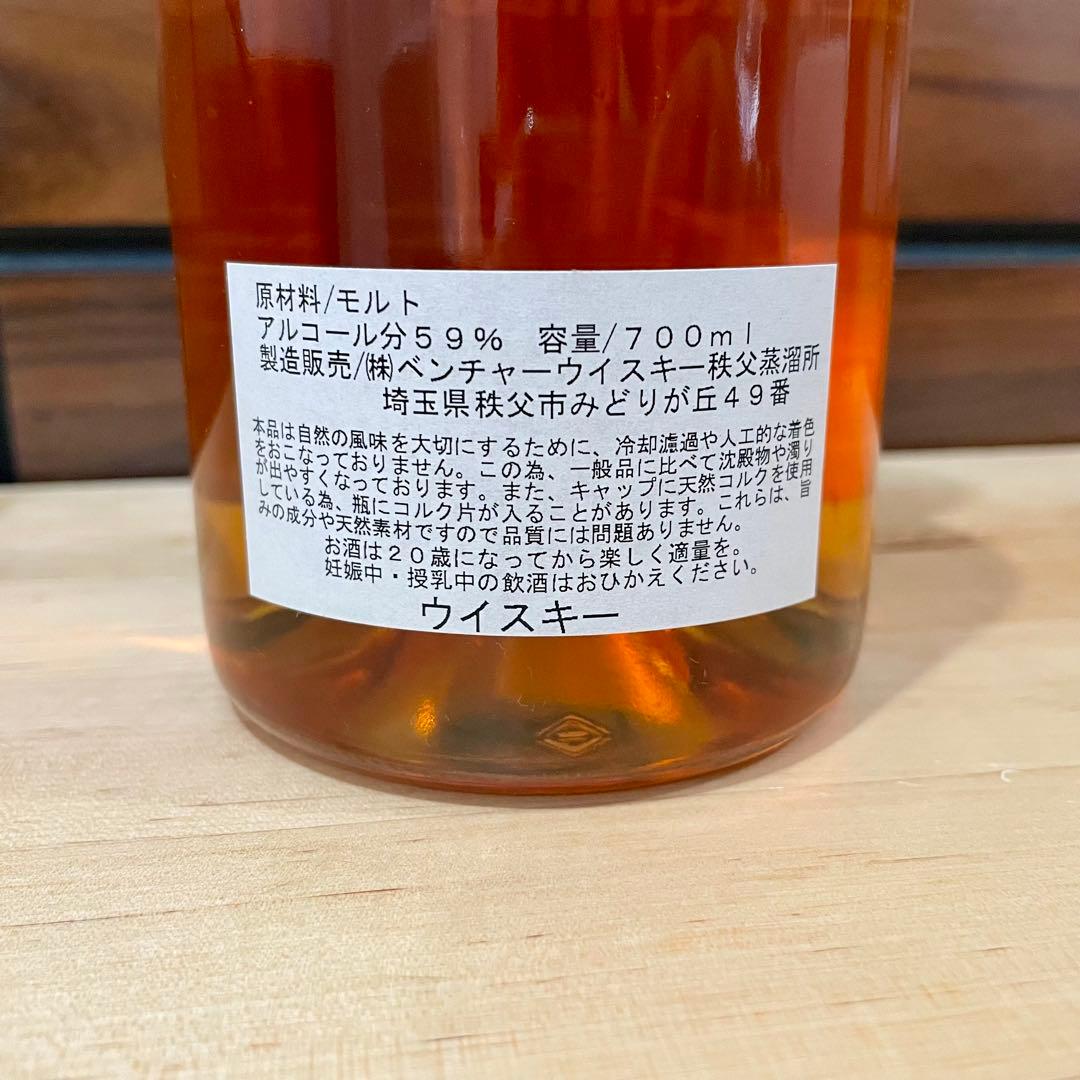 原材料/モルト
アルコール分59%　容量/700ml
製造販売/㈱ベンチャーウイスキー秩父蒸溜所
埼玉県秩父市みどりが丘49番
本品は自然の風味を大切にするために、冷却濾過や人工的な着色
をおこなっておりません。この為、一般品に比べて沈殿物や濁り
が出やすくなっております。また、キャップに天然コルクを使用
している為、瓶にコルク片が入ることがあります。これらは、旨
みの成分や天然素材ですので品質には問題ありません。
お酒は20歳になってから楽しく適量を。
妊娠中・授乳中の飲酒はおひかえください。
ウイスキー